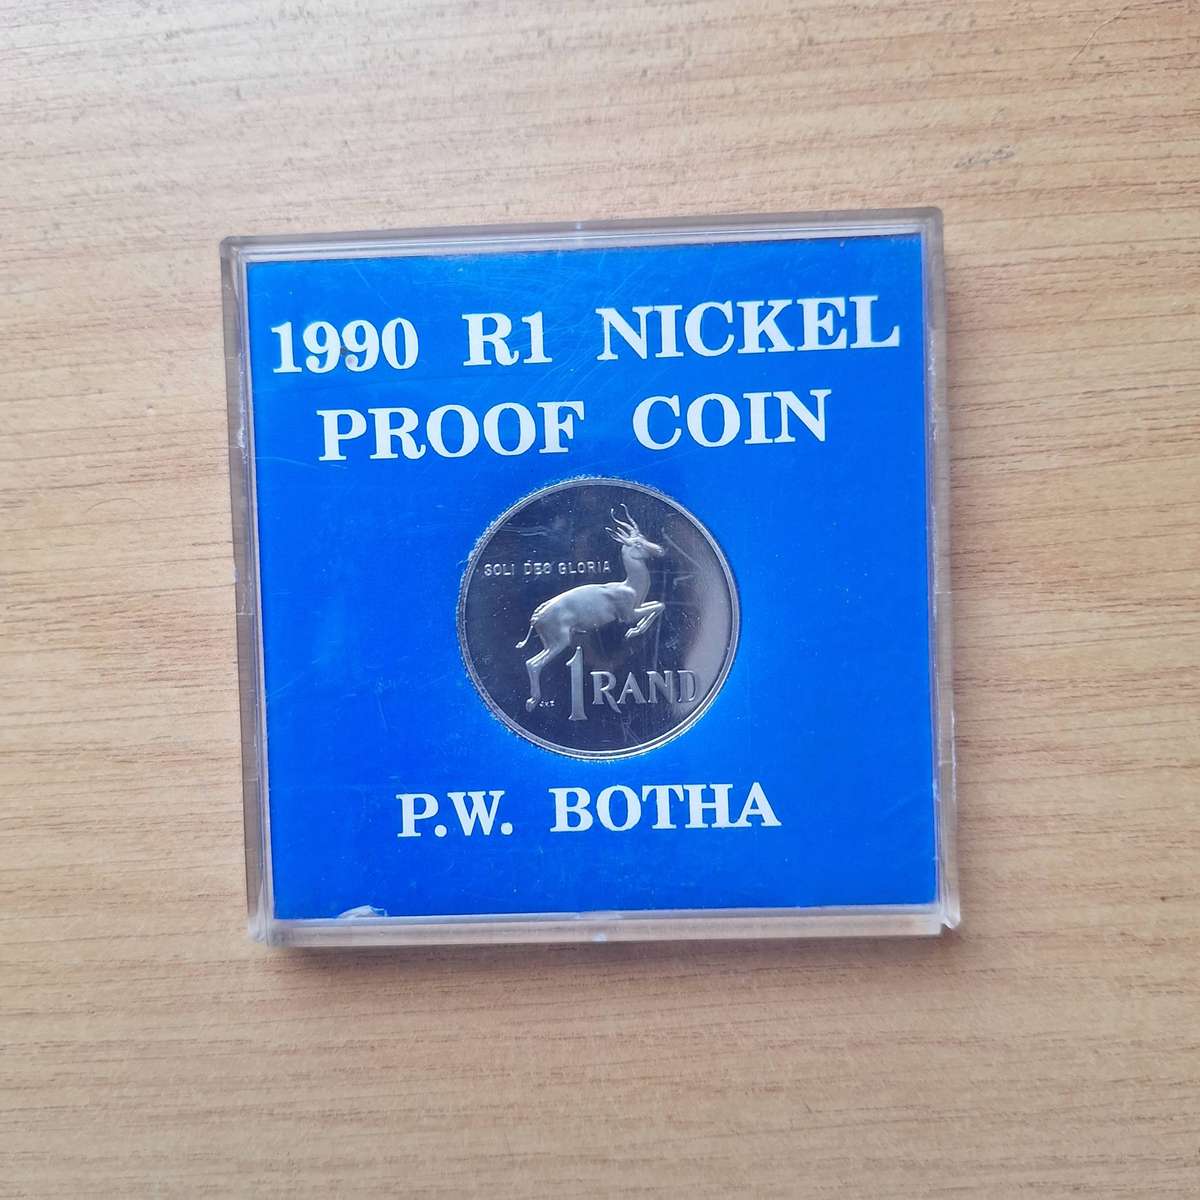 1990 R1 NICKEL
PROOF COIN
SOLI DEO GLORIA
1 RAND
P.W. BOTHA